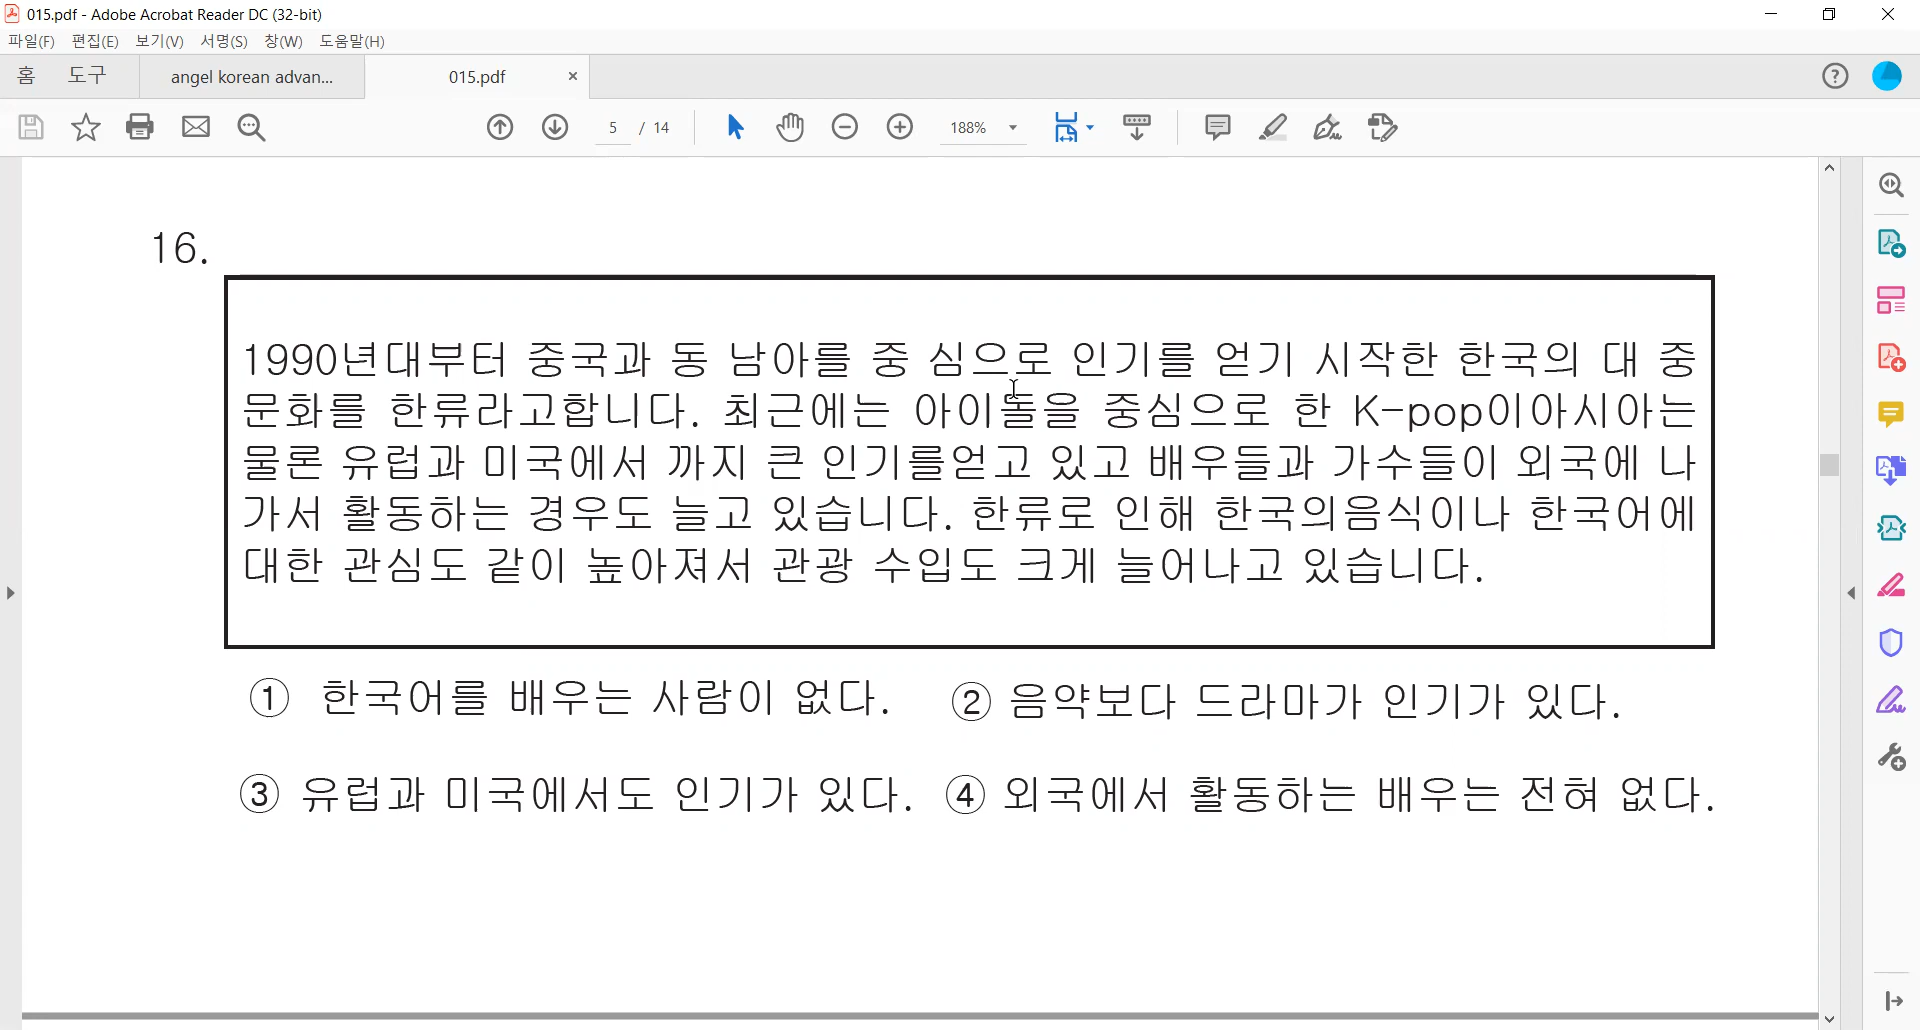 015.pdf - Adobe Acrobat Reader DC (32-bit)
파일(F) 편집(E) 보기(V) 서명(S) 창(W) 도움말(H)
홈 도구 angel korean advan... 015.pdf
5 / 14 188%
16.
1990년대부터 중국과 동 남아를 중 심으로 인기를 얻기 시작한 한국의 대 중
문화를 한류라고합니다. 최근에는 아이돌을 중심으로 한 K-pop이아시아는
물론 유럽과 미국에서 까지 큰 인기를얻고 있고 배우들과 가수들이 외국에 나
가서 활동하는 경우도 늘고 있습니다. 한류로 인해 한국의음식이나 한국어에
대한 관심도 같이 높아져서 관광 수입도 크게 늘어나고 있습니다.
① 한국어를 배우는 사람이 없다. ② 음악보다 드라마가 인기가 있다.
③ 유럽과 미국에서도 인기가 있다. ④ 외국에서 활동하는 배우는 전혀 없다.